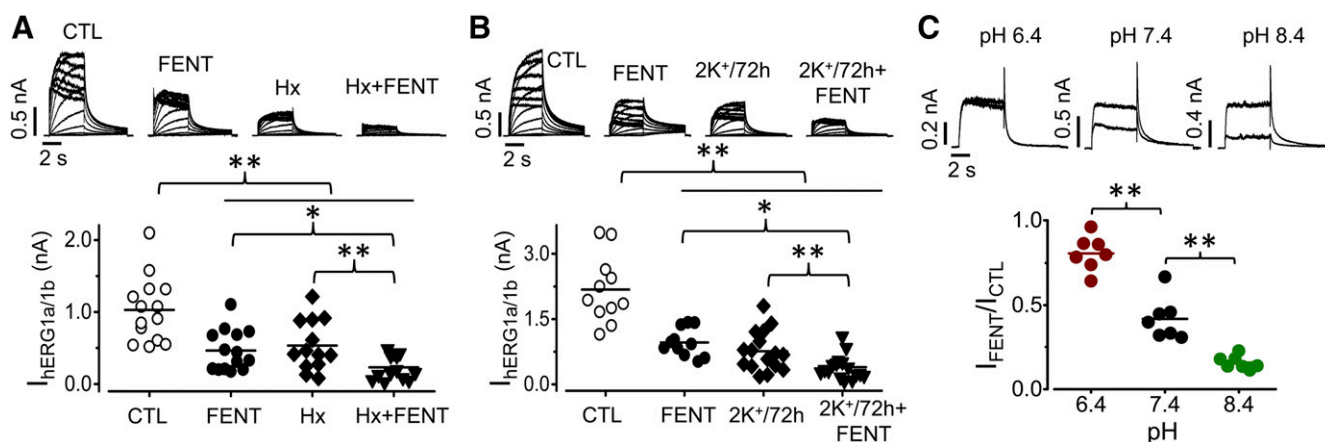 A
CTL
FENT
Hx
Hx+FENT
0.5 nA
2 s
**
*
**
I_hERG1a/1b (nA)
2.0
1.0
0.0
CTL
FENT
Hx
Hx+FENT
B
CTL
FENT
2K⁺/72h
2K⁺/72h+
FENT
0.5 nA
2 s
**
*
**
I_hERG1a/1b (nA)
3.0
1.5
0.0
CTL
FENT
2K⁺/72h
2K⁺/72h+
FENT
C
pH 6.4
pH 7.4
pH 8.4
0.2 nA
0.5 nA
0.4 nA
2 s
**
**
I_FENT/I_CTL
1.0
0.5
0.0
6.4
7.4
8.4
pH